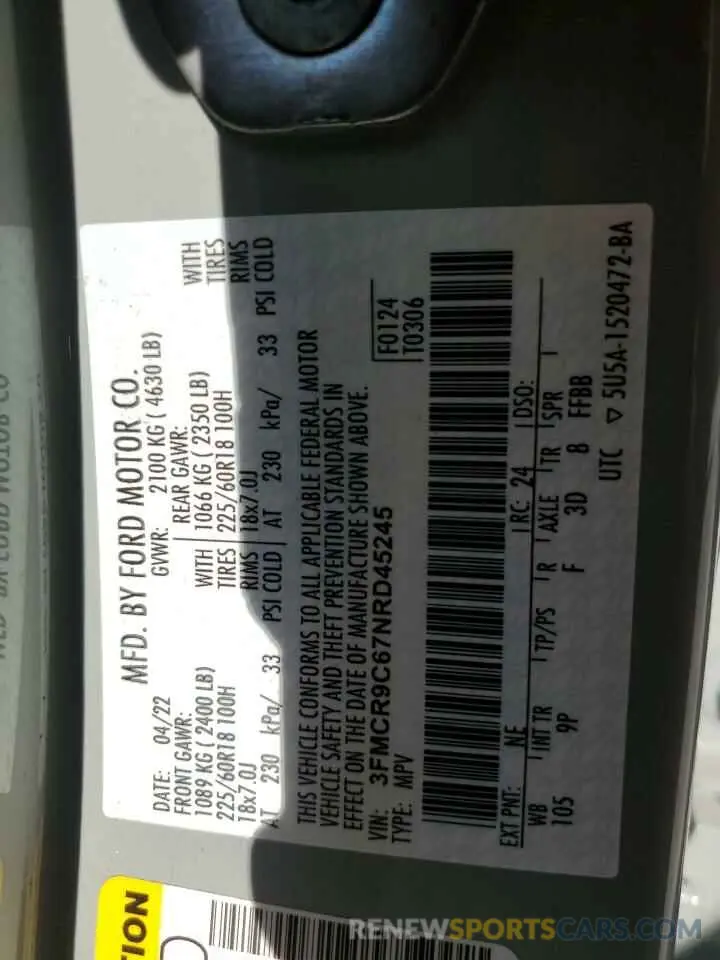 MFD. BY FORD MOTOR CO.
DATE: 04/22 GVWR: 2100 KG ( 4630 LB)
FRONT GAWR: REAR GAWR:
1089 KG ( 2400 LB) WITH 1066 KG ( 2350 LB) WITH
225/60R18 100H TIRES 225/60R18 100H TIRES
18x7.0J RIMS 18x7.0J RIMS
AT 230 kPa/ 33 PSI COLD AT 230 kPa/ 33 PSI COLD
THIS VEHICLE CONFORMS TO ALL APPLICABLE FEDERAL MOTOR
VEHICLE SAFETY AND THEFT PREVENTION STANDARDS IN
EFFECT ON THE DATE OF MANUFACTURE SHOWN ABOVE.
VIN: 3FMCR9C67NRD45245 F0124
TYPE: MPV T0306
EXT PNT: NE RC: 24 DSO:
WB INT TR TP/PS R AXLE TR SPR
105 9P F 3D 8 FFBB
UTC ▽ 5U5A-1520472-BA
TION
RENEWSPORTSCARS.COM